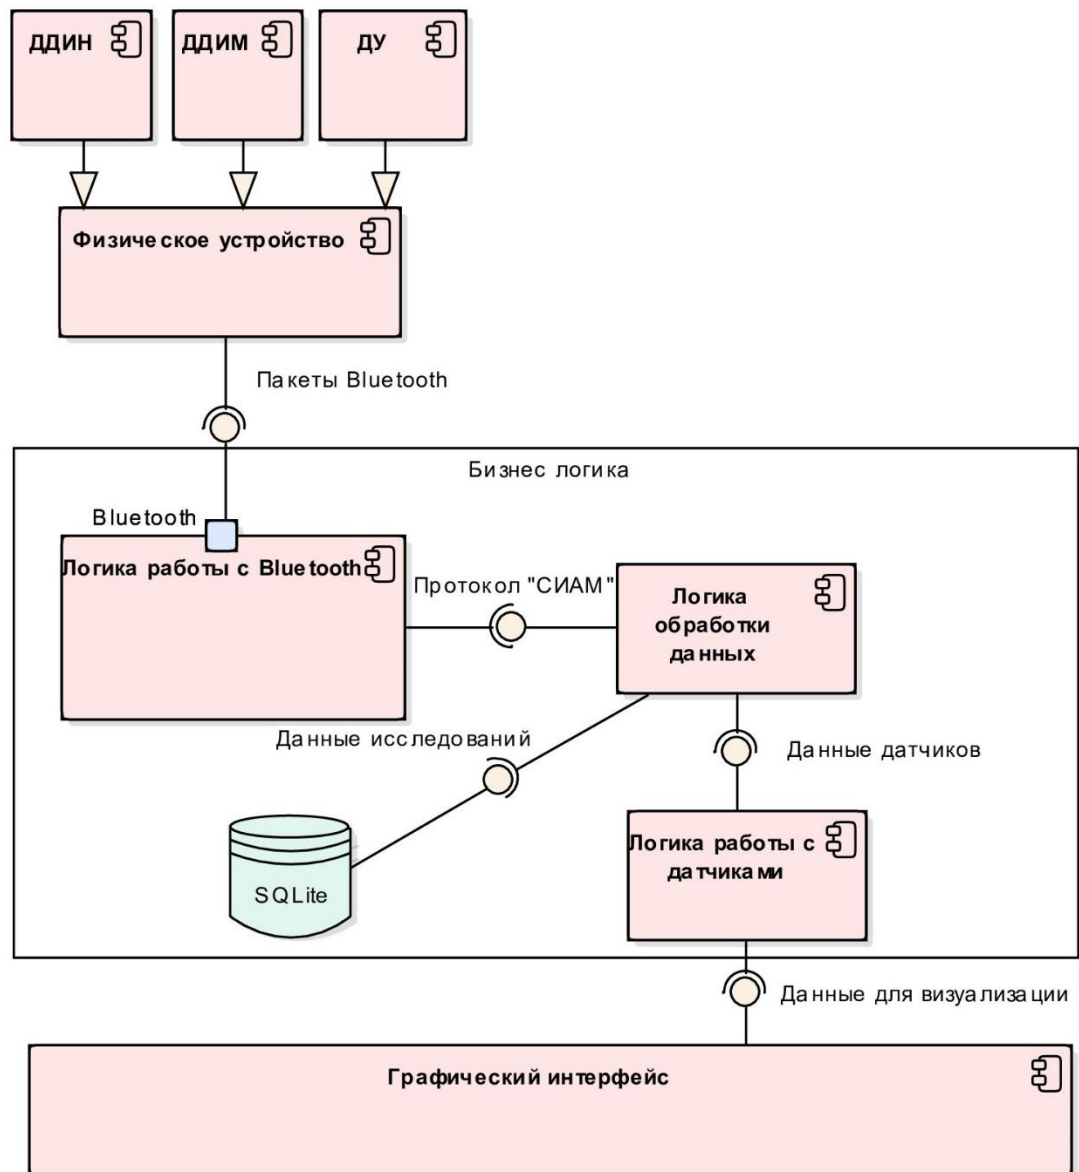 ДДИН
ДДИМ
ДУ
Физическое устройство
Пакеты Bluetooth
Бизнес логика
Bluetooth
Логика работы с Bluetooth
Протокол "СИАМ"
Логика
обработки
данных
Данные исследований
Данные датчиков
Логика работы с
датчиками
SQLite
Данные для визуализации
Графический интерфейс